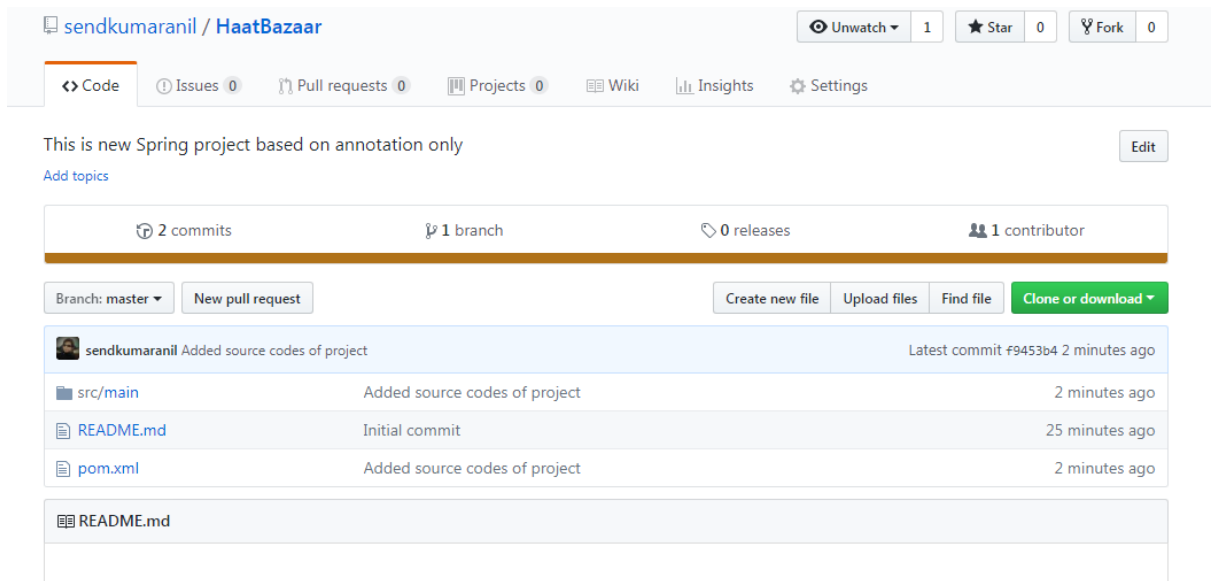 sendkumaranil / HaatBazaar Unwatch 1 Star 0 Fork 0
Code Issues 0 Pull requests 0 Projects 0 Wiki Insights Settings
This is new Spring project based on annotation only Edit
Add topics
2 commits 1 branch 0 releases 1 contributor
Branch: master New pull request Create new file Upload files Find file Clone or download
sendkumaranil Added source codes of project Latest commit f9453b4 2 minutes ago
src/main Added source codes of project 2 minutes ago
README.md Initial commit 25 minutes ago
pom.xml Added source codes of project 2 minutes ago
README.md